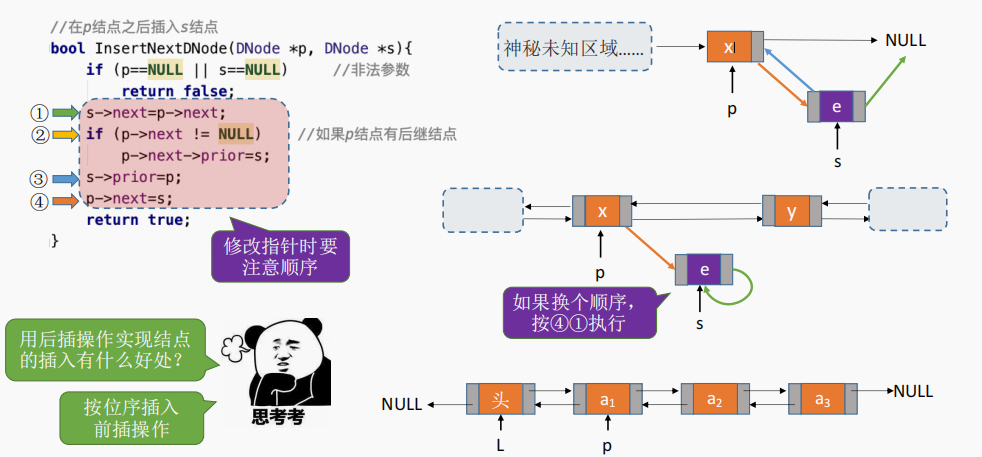 //在p结点之后插入s结点
bool InsertNextDNode(DNode *p, DNode *s){
if (p==NULL || s==NULL) //非法参数
return false;
① s->next=p->next;
② if (p->next != NULL) //如果p结点有后继结点
p->next->prior=s;
③ s->prior=p;
④ p->next=s;
return true;
}
修改指针时要
注意顺序
用后插操作实现结点
的插入有什么好处？
按位序插入
前插操作
思考考
神秘未知区域……
x
NULL
p
e
s
x
y
p
e
s
如果换个顺序，
按④①执行
NULL
头
a1
a2
a3
NULL
L
p